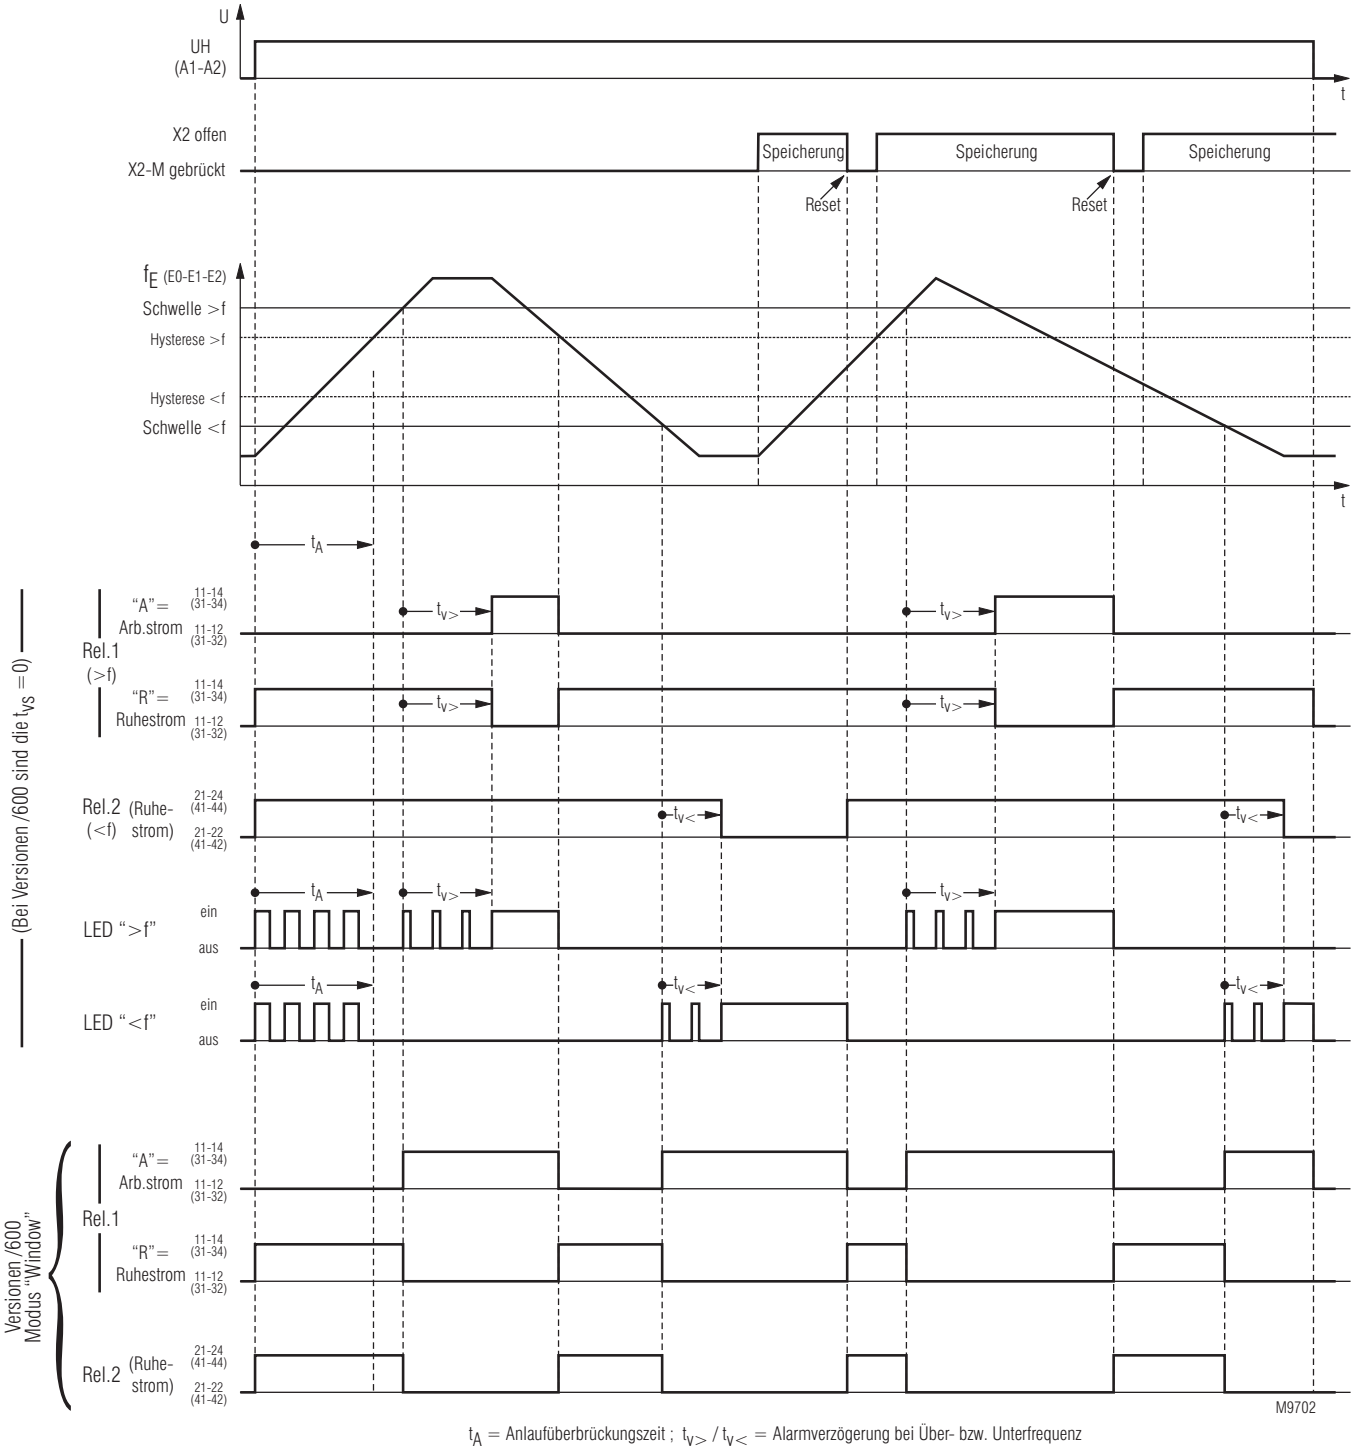 U
UH
(A1-A2)
t
X2 offen
X2-M gebrückt
Speicherung
Speicherung
Speicherung
Reset
Reset
fE (E0-E1-E2)
Schwelle >f
Hysterese >f
Hysterese <f
Schwelle <f
t
tA
(Bei Versionen /600 sind die tvs = 0)
Rel.1
(>f)
"A"=
Arb.strom
11-14
(31-34)
11-12
(31-32)
tv>
tv>
"R"=
Ruhestrom
11-14
(31-34)
11-12
(31-32)
tv>
tv>
Rel.2 (Ruhe-
(<f) strom)
21-24
(41-44)
21-22
(41-42)
tv<
tv<
LED ">f"
ein
aus
tA
tv>
tv>
LED "<f"
ein
aus
tA
tv<
tv<
Versionen /600
Modus "Window"
Rel.1
"A"=
Arb.strom
11-14
(31-34)
11-12
(31-32)
"R"=
Ruhestrom
11-14
(31-34)
11-12
(31-32)
Rel.2 (Ruhe-
strom)
21-24
(41-44)
21-22
(41-42)
M9702
tA = Anlaufüberbrückungszeit ; tv> / tv< = Alarmverzögerung bei Über- bzw. Unterfrequenz